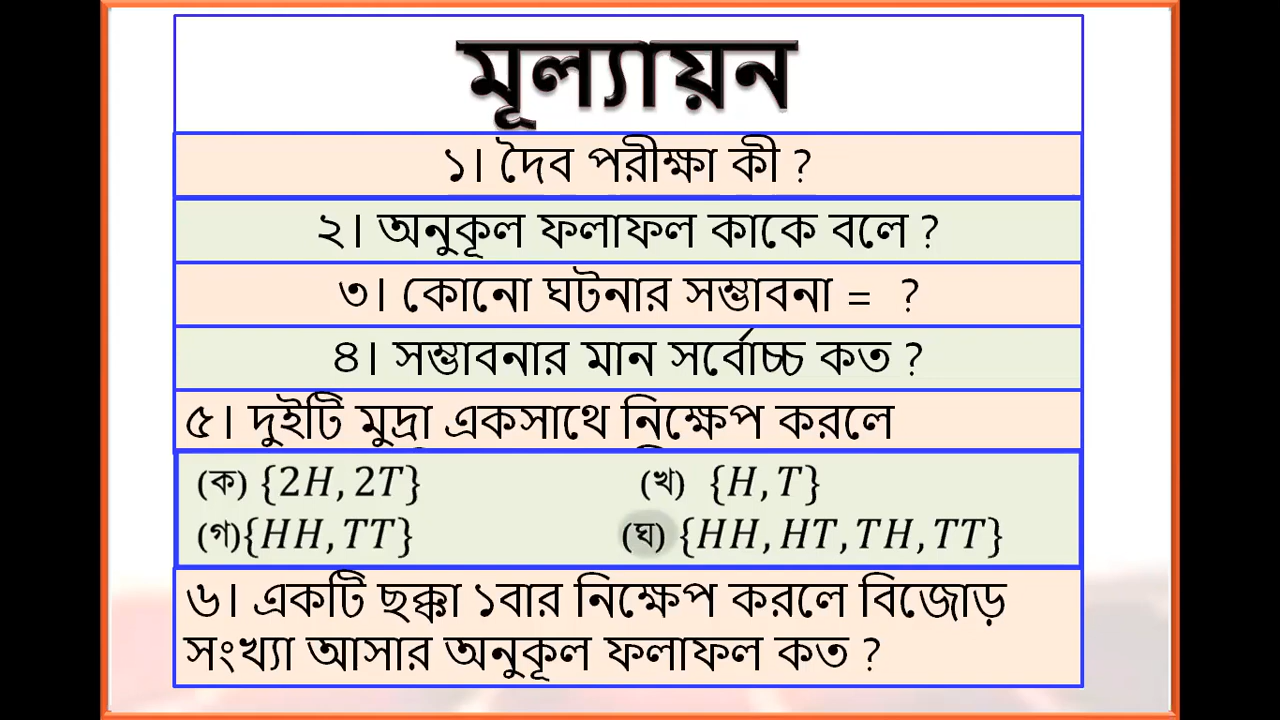 মূল্যায়ন
১। দৈব পরীক্ষা কী ?
২। অনুকূল ফলাফল কাকে বলে ?
৩। কোনো ঘটনার সম্ভাবনা = ?
৪। সম্ভাবনার মান সর্বোচ্চ কত ?
৫। দুইটি মুদ্রা একসাথে নিক্ষেপ করলে
(ক) {2H, 2T} (খ) {H, T}
(গ){HH, TT} (ঘ) {HH, HT, TH, TT}
৬। একটি ছক্কা ১বার নিক্ষেপ করলে বিজোড়
সংখ্যা আসার অনুকূল ফলাফল কত ?